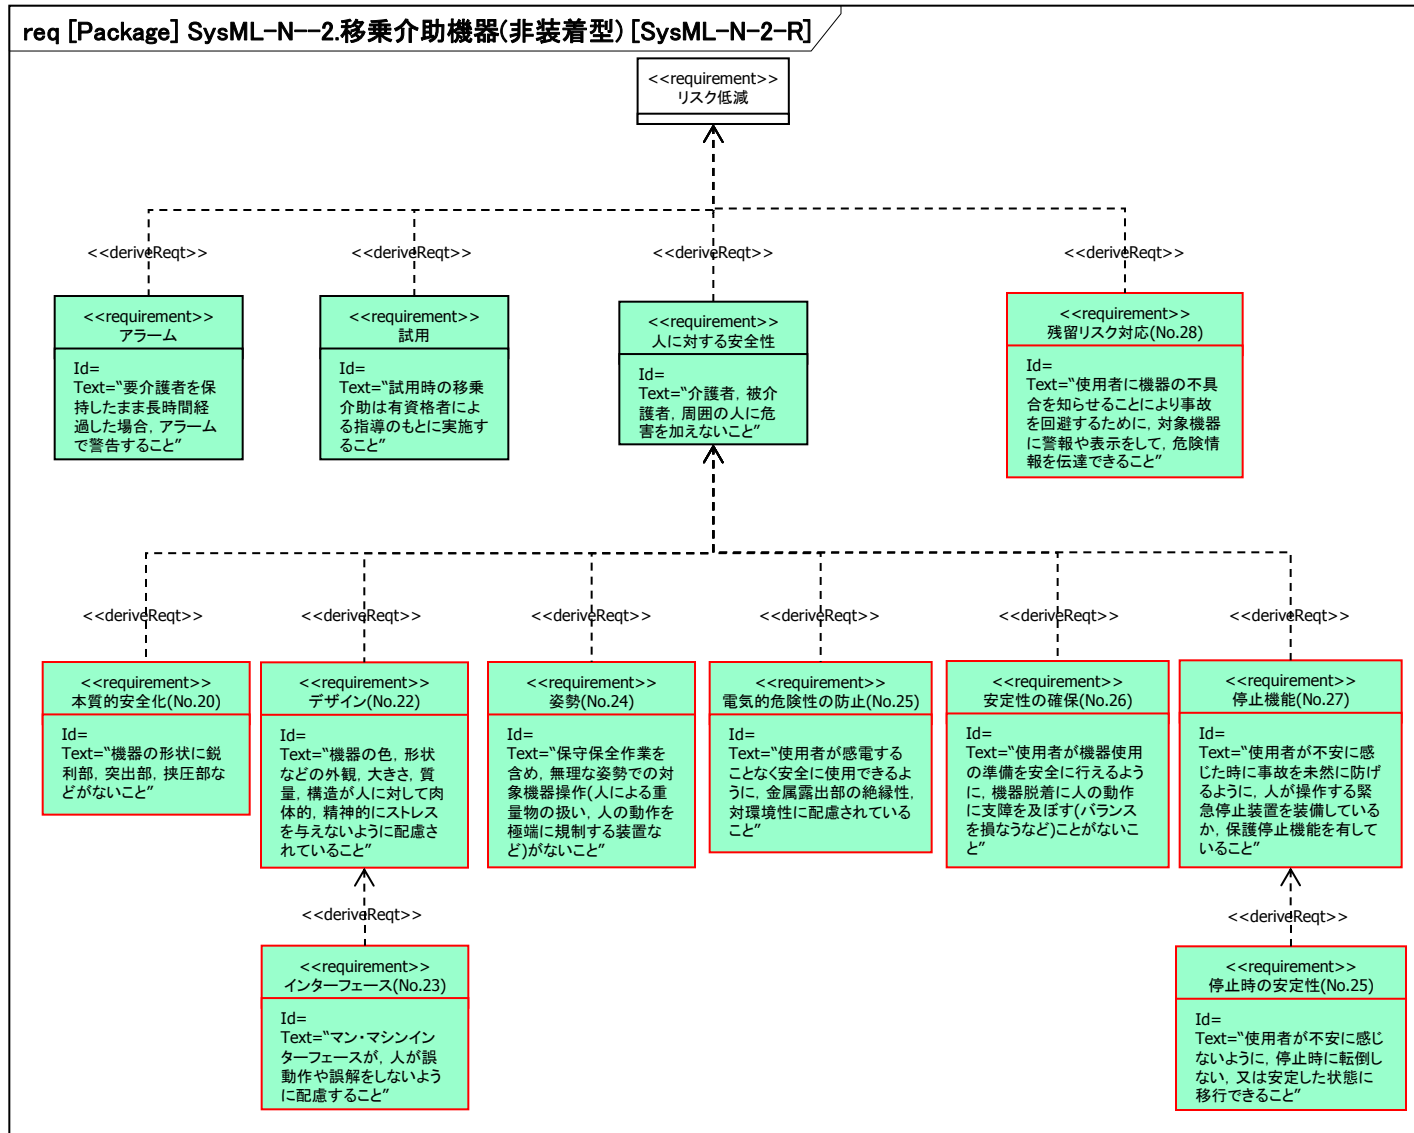 req [Package] SysML-N--2.移乗介助機器(非装着型) [SysML-N-2-R]
<<requirement>>
リスク低減
<<deriveReqt>>
<<deriveReqt>>
<<deriveReqt>>
<<deriveReqt>>
<<requirement>>
アラーム
Id=
Text=“要介護者を保
持したまま長時間経
過した場合, アラーム
で警告すること”
<<requirement>>
試用
Id=
Text=“試用時の移乗
介助は有資格者によ
る指導のもとに実施す
ること”
<<requirement>>
人に対する安全性
Id=
Text=“介護者, 被介
護者, 周囲の人に危
害を加えないこと”
<<requirement>>
残留リスク対応(No.28)
Id=
Text=“使用者に機器の不具
合を知らせることにより事故
を回避するために, 対象機器
に警報や表示をして, 危険情
報を伝達できること”
<<deriveReqt>>
<<deriveReqt>>
<<deriveReqt>>
<<deriveReqt>>
<<deriveReqt>>
<<deriveReqt>>
<<requirement>>
本質的安全化(No.20)
Id=
Text=“機器の形状に鋭
利部, 突出部, 挟圧部な
どがないこと”
<<requirement>>
デザイン(No.22)
Id=
Text=“機器の色, 形状
などの外観, 大きさ, 質
量, 構造が人に対して肉
体的, 精神的にストレス
を与えないように配慮さ
れていること”
<<requirement>>
姿勢(No.24)
Id=
Text=“保守保全作業を
含め, 無理な姿勢での対
象機器操作(人による重
量物の扱い, 人の動作を
極端に規制する装置な
ど)がないこと”
<<requirement>>
電気的危険性の防止(No.25)
Id=
Text=“使用者が感電する
ことなく安全に使用できるよ
うに, 金属露出部の絶縁性,
対環境性に配慮されている
こと”
<<requirement>>
安定性の確保(No.26)
Id=
Text=“使用者が機器使用
の準備を安全に行えるよう
に, 機器脱着に人の動作
に支障を及ぼす(バランス
を損なうなど)ことがないこ
と”
<<requirement>>
停止機能(No.27)
Id=
Text=“使用者が不安に感
じた時に事故を未然に防げ
るように, 人が操作する緊
急停止装置を装備している
か, 保護停止機能を有して
いること”
<<deriveReqt>>
<<deriveReqt>>
<<requirement>>
インターフェース(No.23)
Id=
Text=“マン・マシンイン
ターフェースが, 人が誤
動作や誤解をしないよう
に配慮すること”
<<requirement>>
停止時の安定性(No.25)
Id=
Text=“使用者が不安に感じ
ないように, 停止時に転倒し
ない, 又は安定した状態に
移行できること”